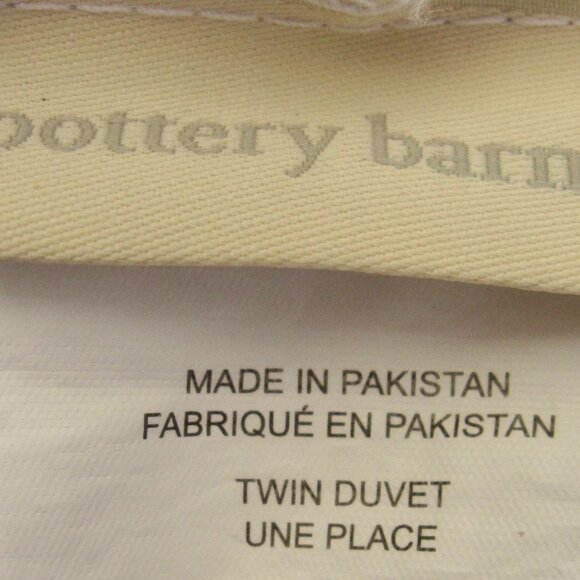 pottery barn
MADE IN PAKISTAN
FABRIQUÉ EN PAKISTAN
TWIN DUVET
UNE PLACE